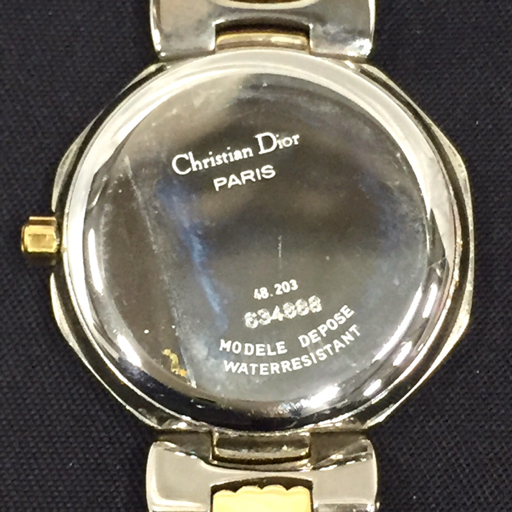 Christian Dior
PARIS
48.203
634888
MODELE DEPOSE
WATERRESISTANT